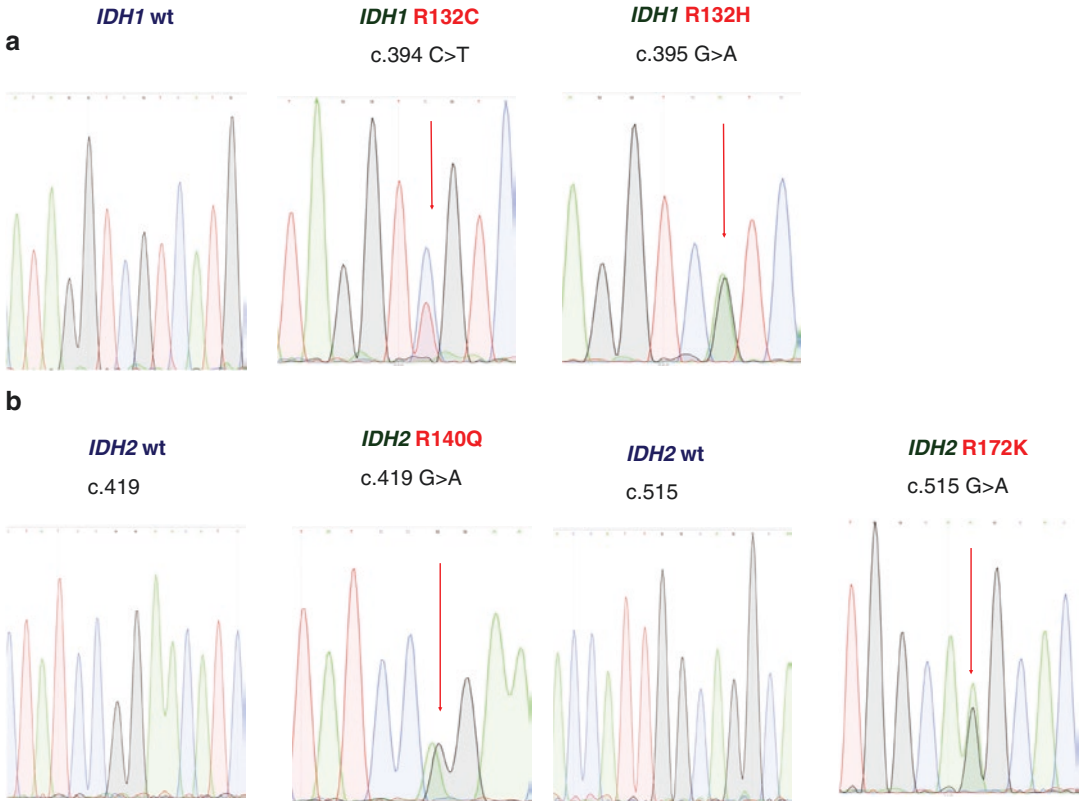 a
IDH1 wt
IDH1 R132C
c.394 C>T
IDH1 R132H
c.395 G>A
b
IDH2 wt
c.419
IDH2 R140Q
c.419 G>A
IDH2 wt
c.515
IDH2 R172K
c.515 G>A